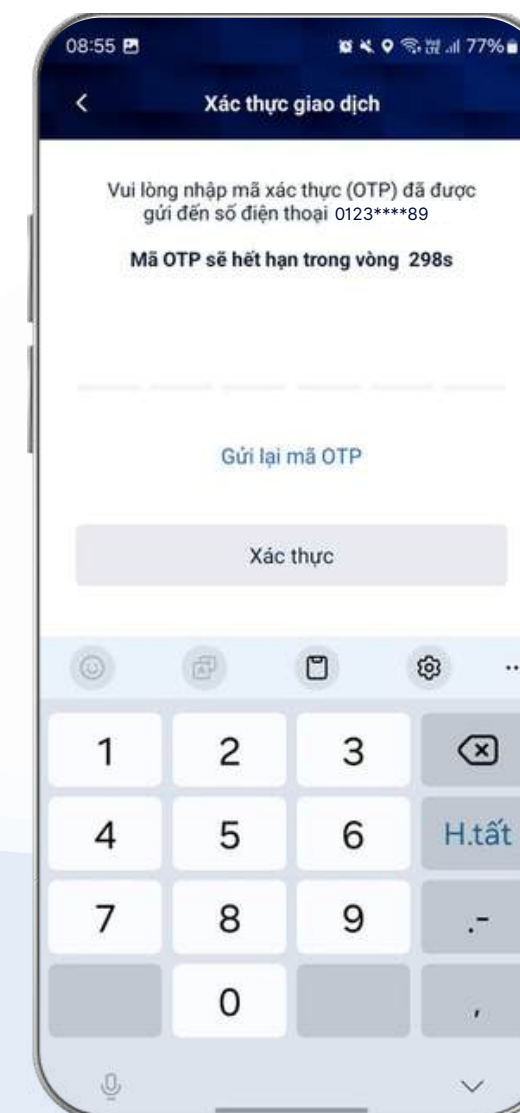 08:55 77%
Xác thực giao dịch
Vui lòng nhập mã xác thực (OTP) đã được
gửi đến số điện thoại 0123****89
Mã OTP sẽ hết hạn trong vòng 298s
Gửi lại mã OTP
Xác thực
1 2 3
4 5 6 H.tất
7 8 9 .-
0 ,